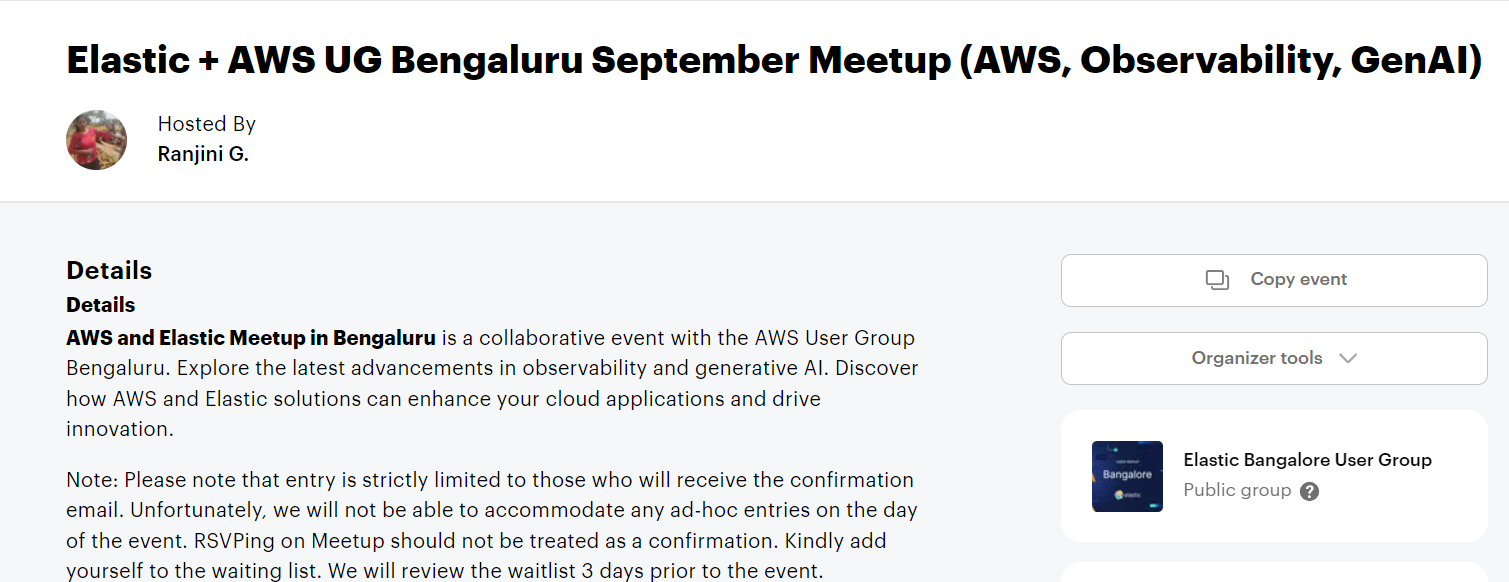 Elastic + AWS UG Bengaluru September Meetup (AWS, Observability, GenAI)
Hosted By
Ranjini G.
Details
Details
AWS and Elastic Meetup in Bengaluru is a collaborative event with the AWS User Group
Bengaluru. Explore the latest advancements in observability and generative AI. Discover
how AWS and Elastic solutions can enhance your cloud applications and drive
innovation.
Note: Please note that entry is strictly limited to those who will receive the confirmation
email. Unfortunately, we will not be able to accommodate any ad-hoc entries on the day
of the event. RSVPing on Meetup should not be treated as a confirmation. Kindly add
yourself to the waiting list. We will review the waitlist 3 days prior to the event.
Copy event
Organizer tools
Bangalore
elastic
Elastic Bangalore User Group
Public group ?